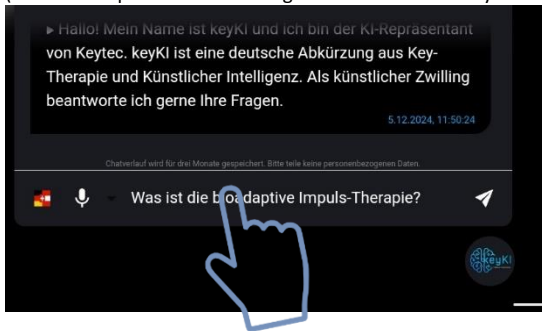 ► Hallo! Mein Name ist keyKI und ich bin der KI-Repräsentant
von Keytec. keyKI ist eine deutsche Abkürzung aus Key-
Therapie und Künstlicher Intelligenz. Als künstlicher Zwilling
beantworte ich gerne Ihre Fragen.
5.12.2024, 11:50:24
Chatverlauf wird für drei Monate gespeichert. Bitte teile keine personenbezogenen Daten.
Was ist die bioadaptive Impuls-Therapie?
keyKI